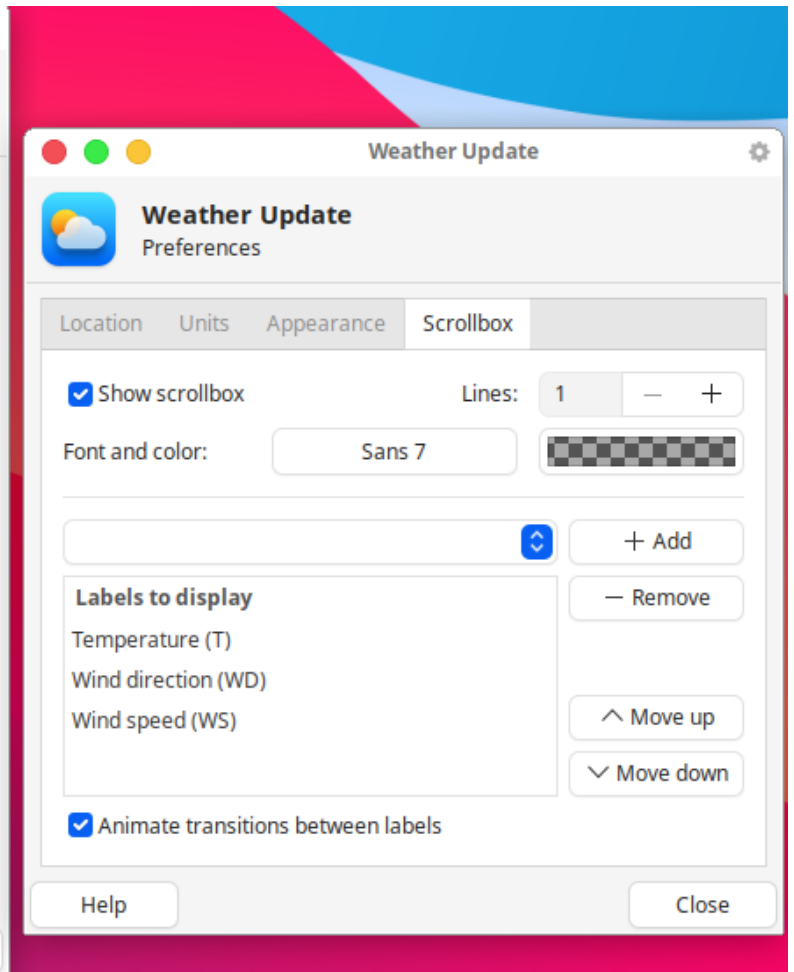 Weather Update
Weather Update
Preferences
Location Units Appearance Scrollbox
Show scrollbox Lines: 1
Font and color: Sans 7
Add
Labels to display
Remove
Temperature (T)
Wind direction (WD)
Wind speed (WS)
Move up
Move down
Animate transitions between labels
Help Close